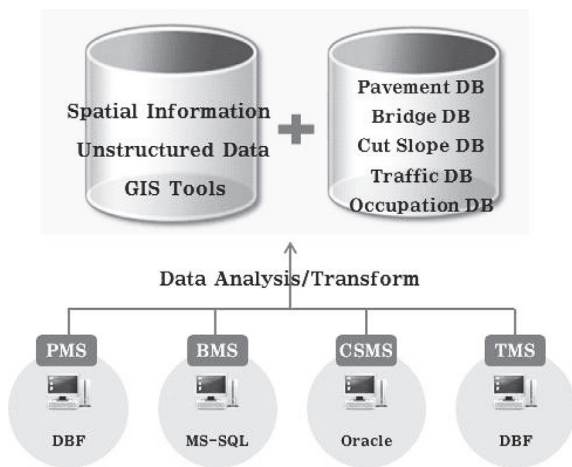 Spatial Information
Unstructured Data
GIS Tools
Pavement DB
Bridge DB
Cut Slope DB
Traffic DB
Occupation DB
Data Analysis/Transform
PMS
BMS
CSMS
TMS
DBF
MS-SQL
Oracle
DBF